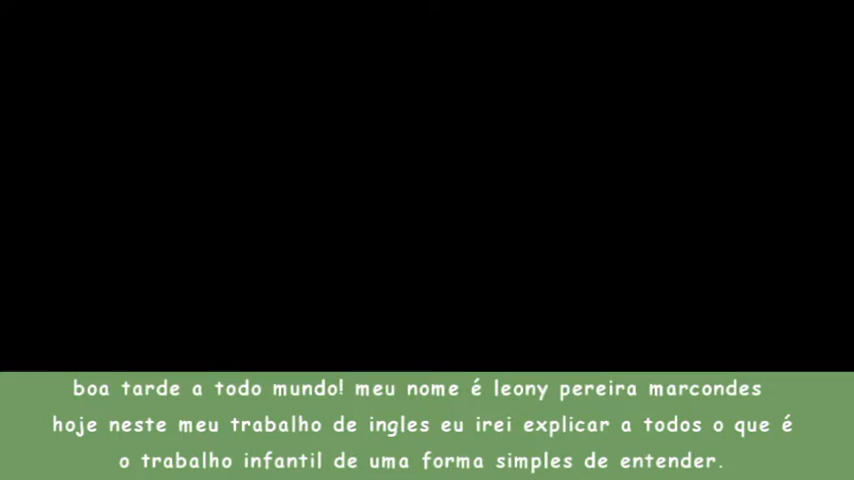 boa tarde a todo mundo! meu nome é leony pereira marcondes
hoje neste meu trabalho de ingles eu irei explicar a todos o que é
o trabalho infantil de uma forma simples de entender.